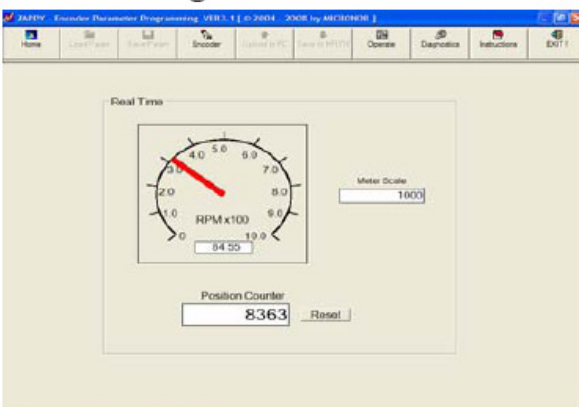 ZAPPY - Encoder Parameter Programming VER3.1 [ © 2004 - 2008 by MICRONOR ]
Home
Load Param
Save Param
Encoder
Upload to PC
Operate
Diagnostics
Instructions
EXIT !
Real Time
0
1.0
2.0
3.0
4.0
5.0
6.0
7.0
8.0
9.0
10.0
RPM x100
84.55
Meter Scale
1000
Position Counter
8363
Reset